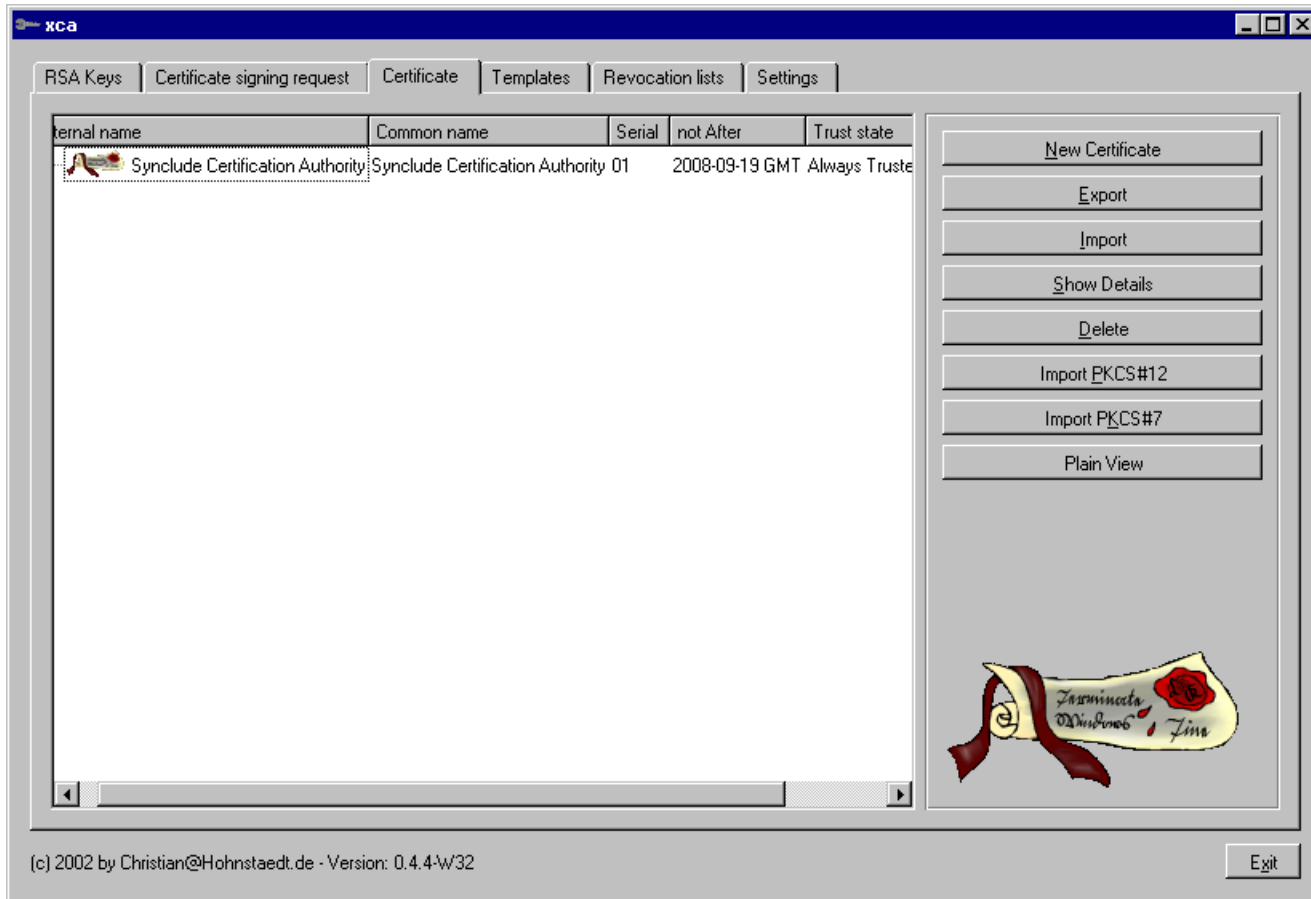 xca
RSA Keys Certificate signing request Certificate Templates Revocation lists Settings
ternal name Common name Serial not After Trust state
Synclude Certification Authority Synclude Certification Authority 01 2008-09-19 GMT Always Truste
New Certificate
Export
Import
Show Details
Delete
Import PKCS#12
Import PKCS#7
Plain View
Terminate
Windows Fine
(c) 2002 by Christian@Hohnstaedt.de - Version: 0.4.4-W32
Exit